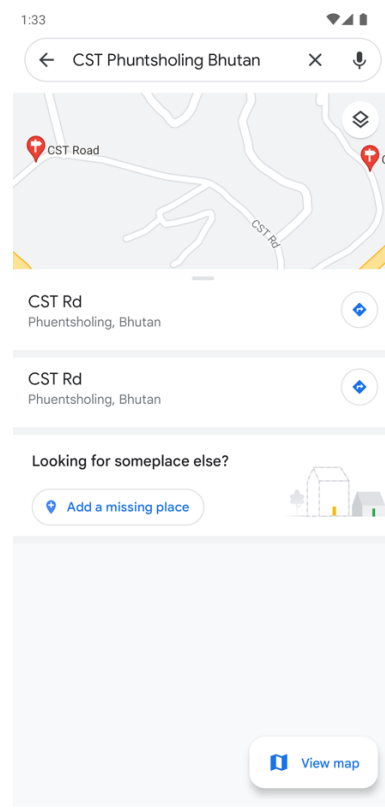 1:33
CST Phuntsholing Bhutan
CST Road
CST Rd
CST Rd
Phuentsholing, Bhutan
CST Rd
Phuentsholing, Bhutan
Looking for someplace else?
Add a missing place
View map